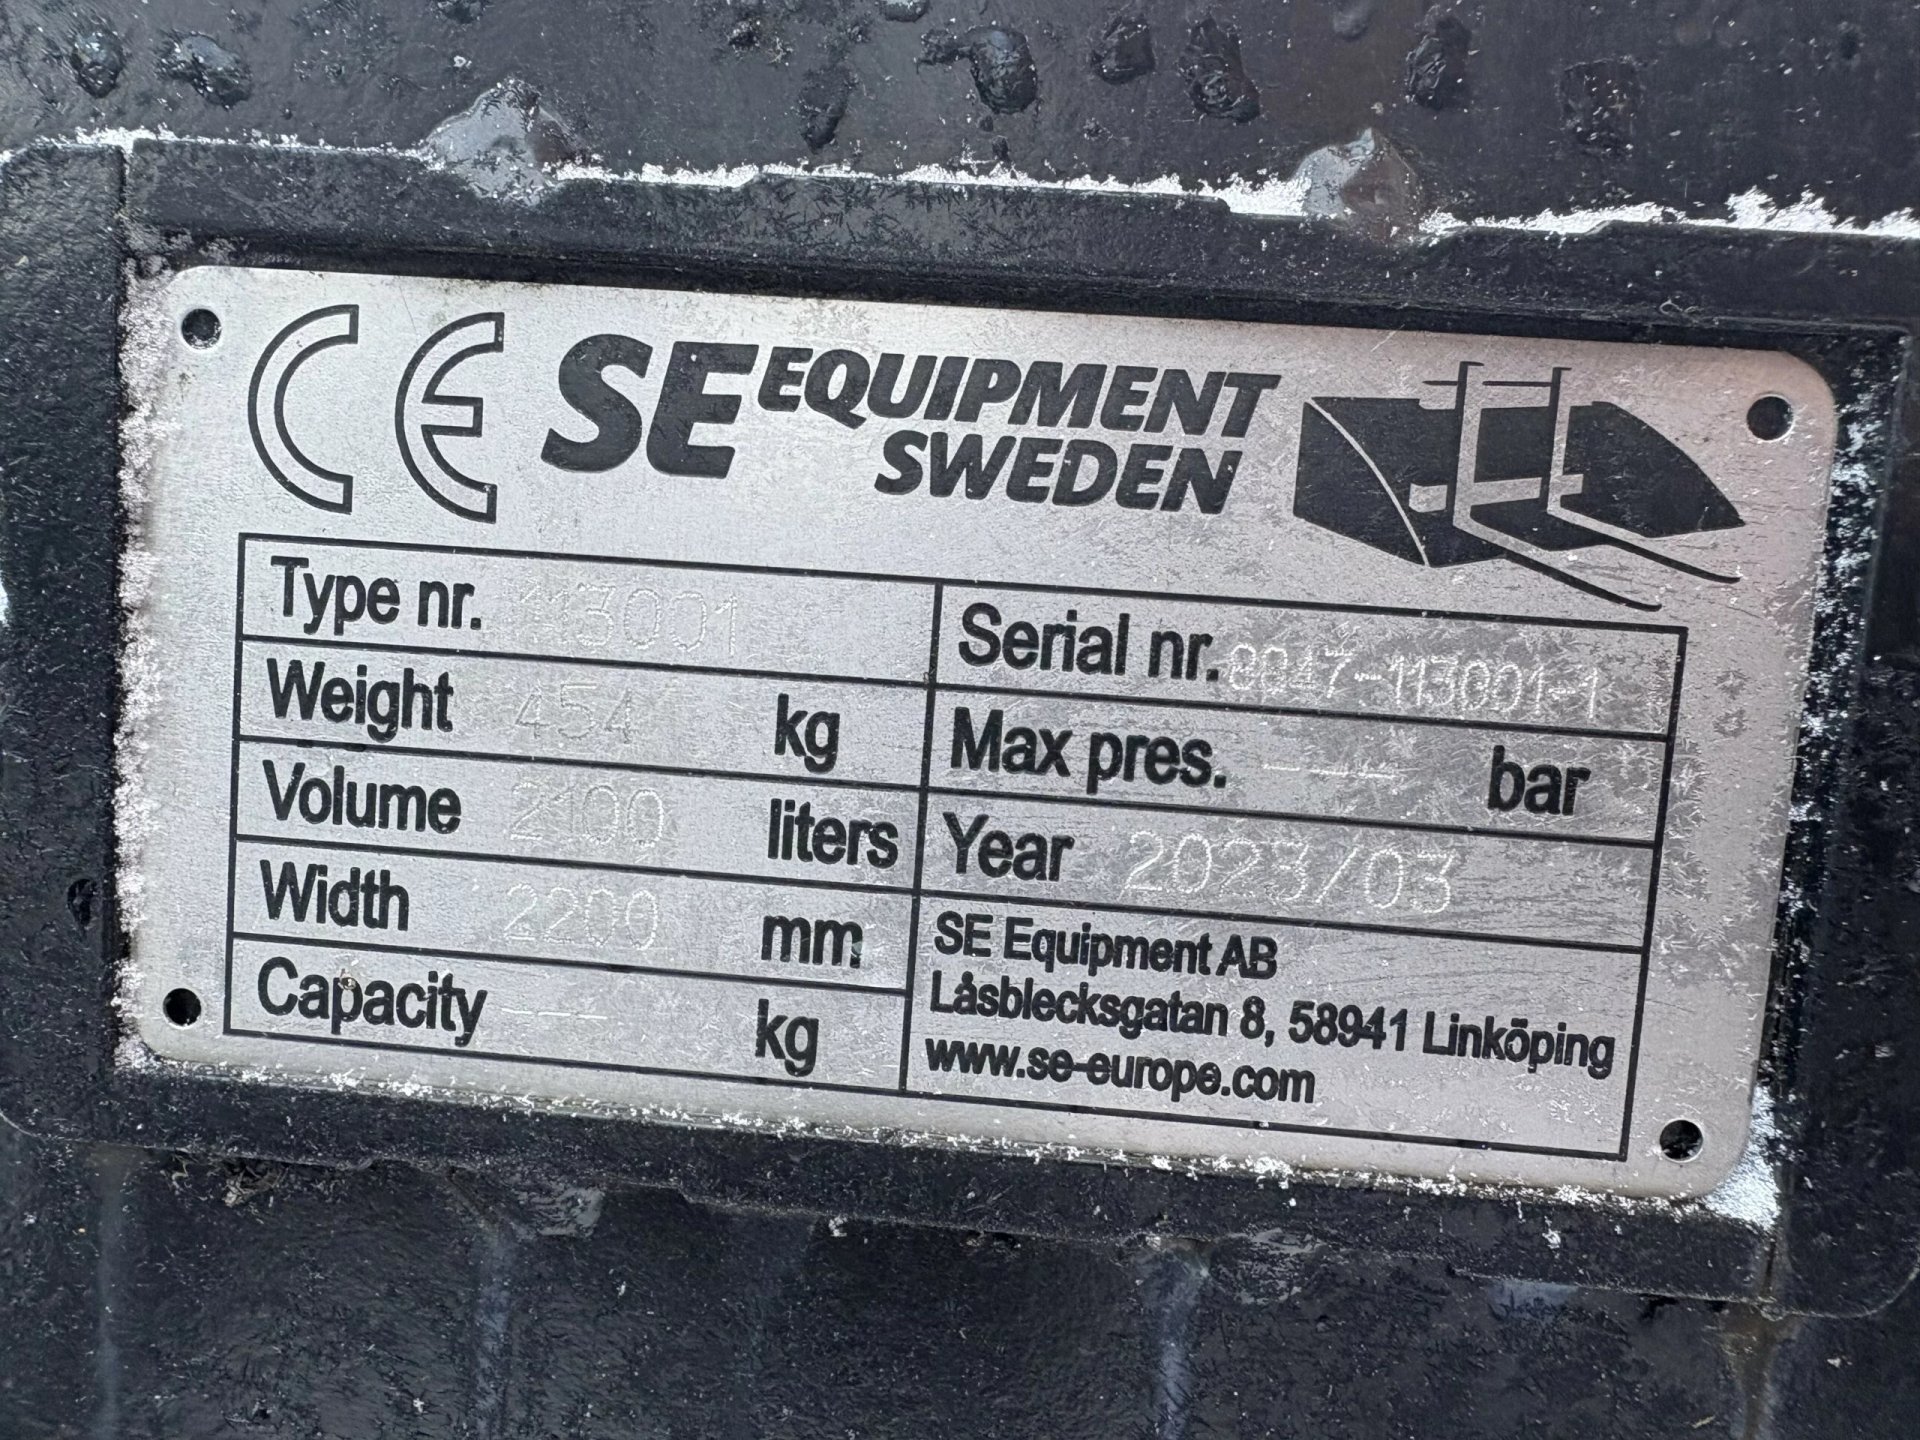 CE SE EQUIPMENT
SWEDEN
Type nr. 113001
Weight 454 kg
Volume 2100 liters
Width 2200 mm
Capacity --- kg
Serial nr. 8847-113001-1
Max pres. --- bar
Year 2023/03
SE Equipment AB
Låsblecksgatan 8, 58941 Linköping
www.se-europe.com